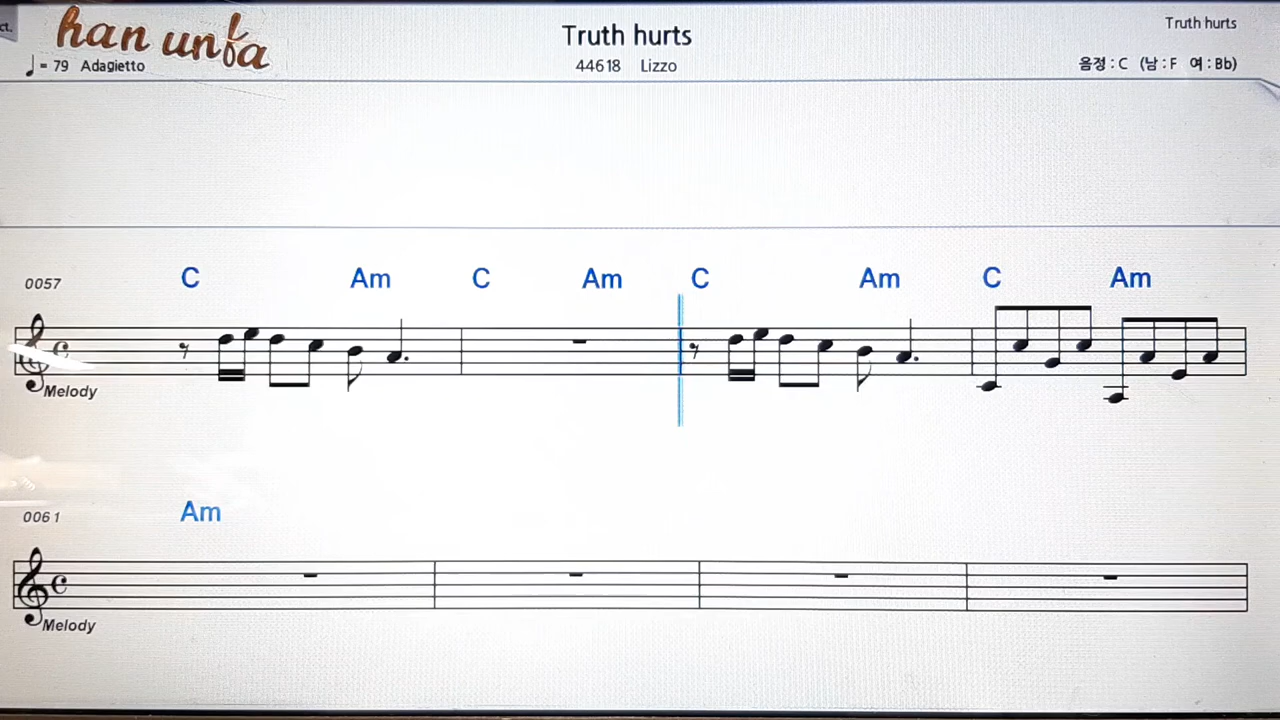 ct.
han unfa
Truth hurts
Truth hurts
♩= 79 Adagietto
44618 Lizzo
음정 : C (남 : F 여 : Bb)
0057
C Am C Am C Am C Am
Melody
0061
Am
Melody